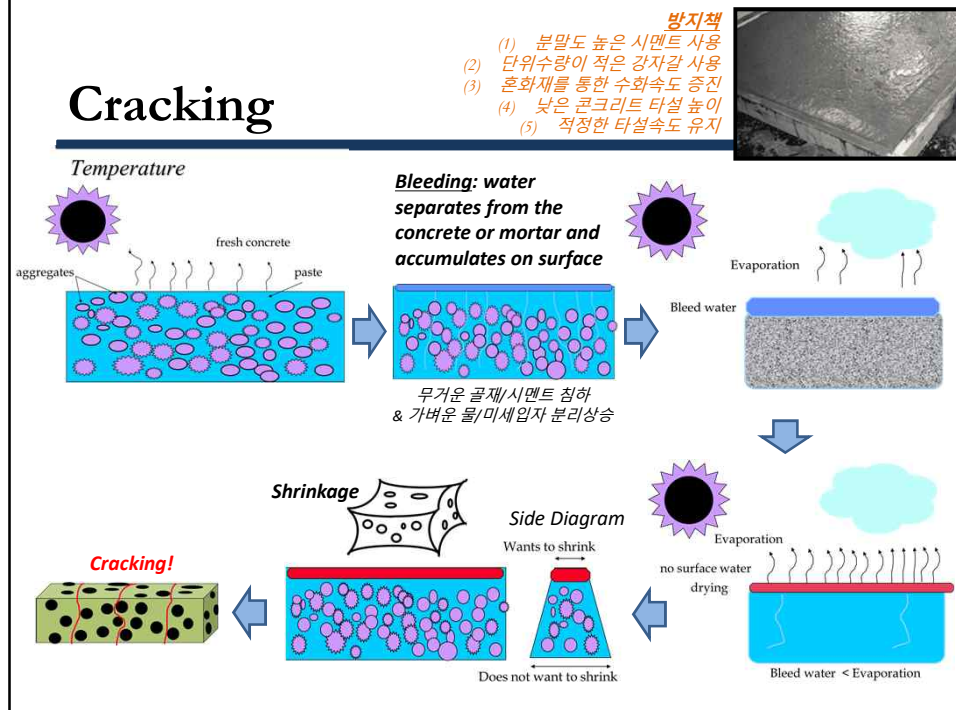 방지책
(1) 분말도 높은 시멘트 사용
(2) 단위수량이 적은 강자갈 사용
(3) 혼화재를 통한 수화속도 증진
(4) 낮은 콘크리트 타설 높이
(5) 적정한 타설속도 유지
Cracking
Temperature
fresh concrete
aggregates
paste
Bleeding: water
separates from the
concrete or mortar and
accumulates on surface
무거운 골재/시멘트 침하
& 가벼운 물/미세입자 분리상승
Evaporation
Bleed water
Evaporation
no surface water
drying
Bleed water < Evaporation
Shrinkage
Side Diagram
Wants to shrink
Does not want to shrink
Cracking!